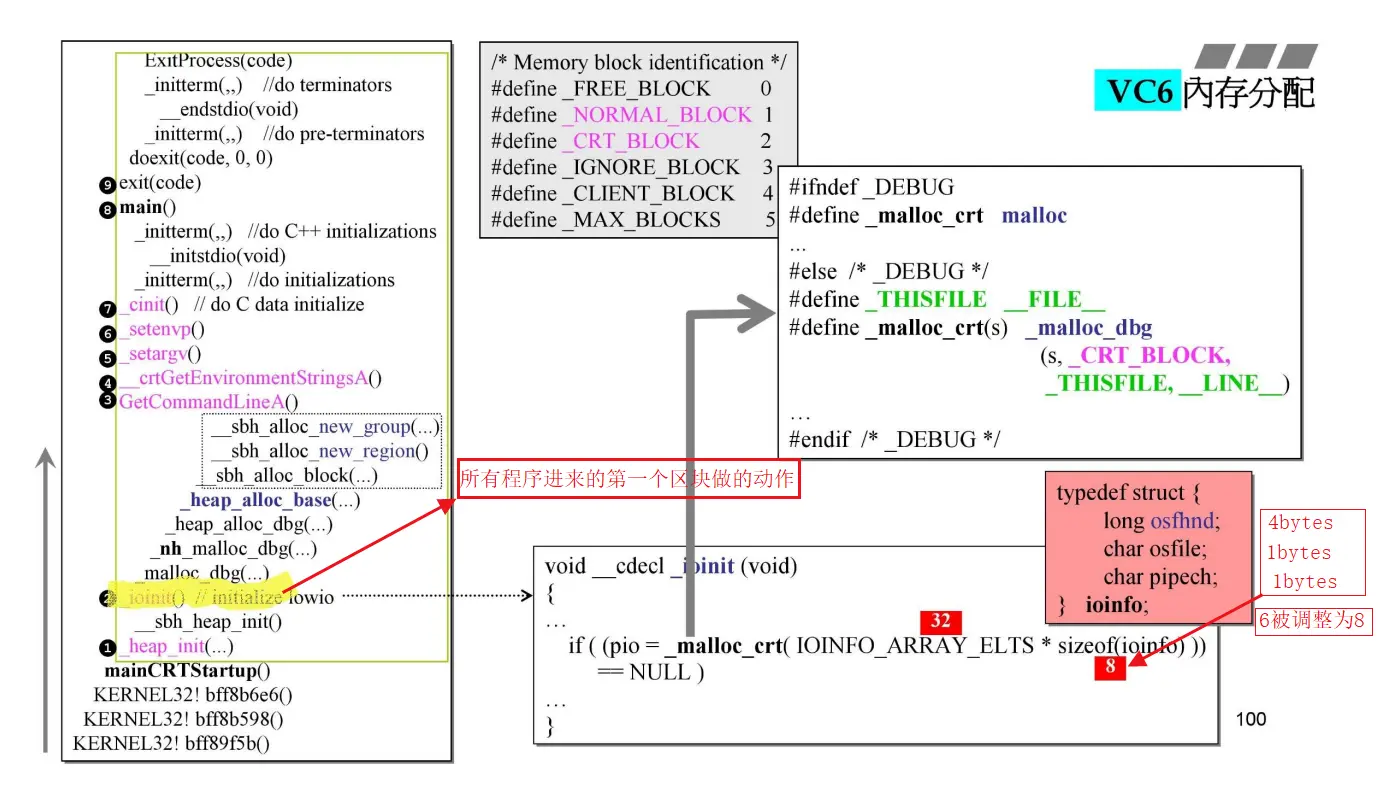 VC6 內存分配
ExitProcess(code)
_initterm(,,) //do terminators
__endstdio(void)
_initterm(,,) //do pre-terminators
doexit(code, 0, 0)
❾ exit(code)
❽ main()
_initterm(,,) //do C++ initializations
__initstdio(void)
_initterm(,,) //do initializations
❼ _cinit() // do C data initialize
❻ _setenvp()
❺ _setargv()
❹ __crtGetEnvironmentStringsA()
❸ GetCommandLineA()
__sbh_alloc_new_group(...)
__sbh_alloc_new_region()
__sbh_alloc_block(...)
_heap_alloc_base(...)
_heap_alloc_dbg(...)
_nh_malloc_dbg(...)
_malloc_dbg(...)
❷ _ioinit() // initialize lowio
__sbh_heap_init()
❶ _heap_init(...)
mainCRTStartup()
KERNEL32! bff8b6e6()
KERNEL32! bff8b598()
KERNEL32! bff89f5b()
/* Memory block identification */
#define _FREE_BLOCK 0
#define _NORMAL_BLOCK 1
#define _CRT_BLOCK 2
#define _IGNORE_BLOCK 3
#define _CLIENT_BLOCK 4
#define _MAX_BLOCKS 5
#ifndef _DEBUG
#define _malloc_crt malloc
...
#else /* _DEBUG */
#define _THISFILE __FILE__
#define _malloc_crt(s) _malloc_dbg
(s, _CRT_BLOCK,
_THISFILE, __LINE__)
...
#endif /* _DEBUG */
所有程序进来的第一个区块做的动作
typedef struct {
long osfhnd;
char osfile;
char pipech;
} ioinfo;
4bytes
1bytes
1bytes
6被调整为8
void __cdecl _ioinit (void)
{
...
32
if ( (pio = _malloc_crt( IOINFO_ARRAY_ELTS * sizeof(ioinfo) ))
== NULL )
8
...
}
100